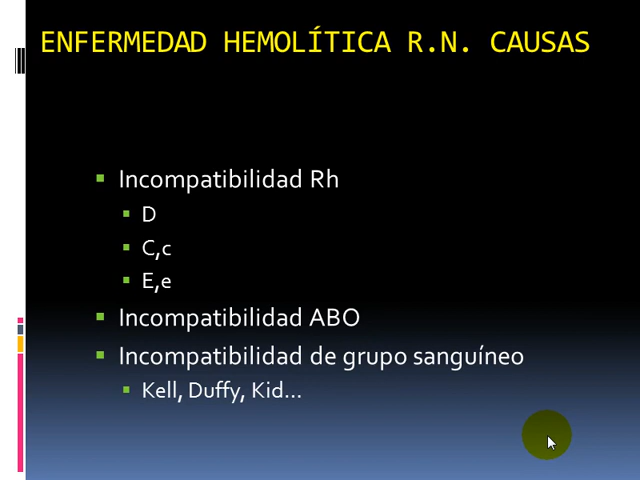 ENFERMEDAD HEMOLÍTICA R.N. CAUSAS
Incompatibilidad Rh
D
C,c
E,e
Incompatibilidad ABO
Incompatibilidad de grupo sanguíneo
Kell, Duffy, Kid...